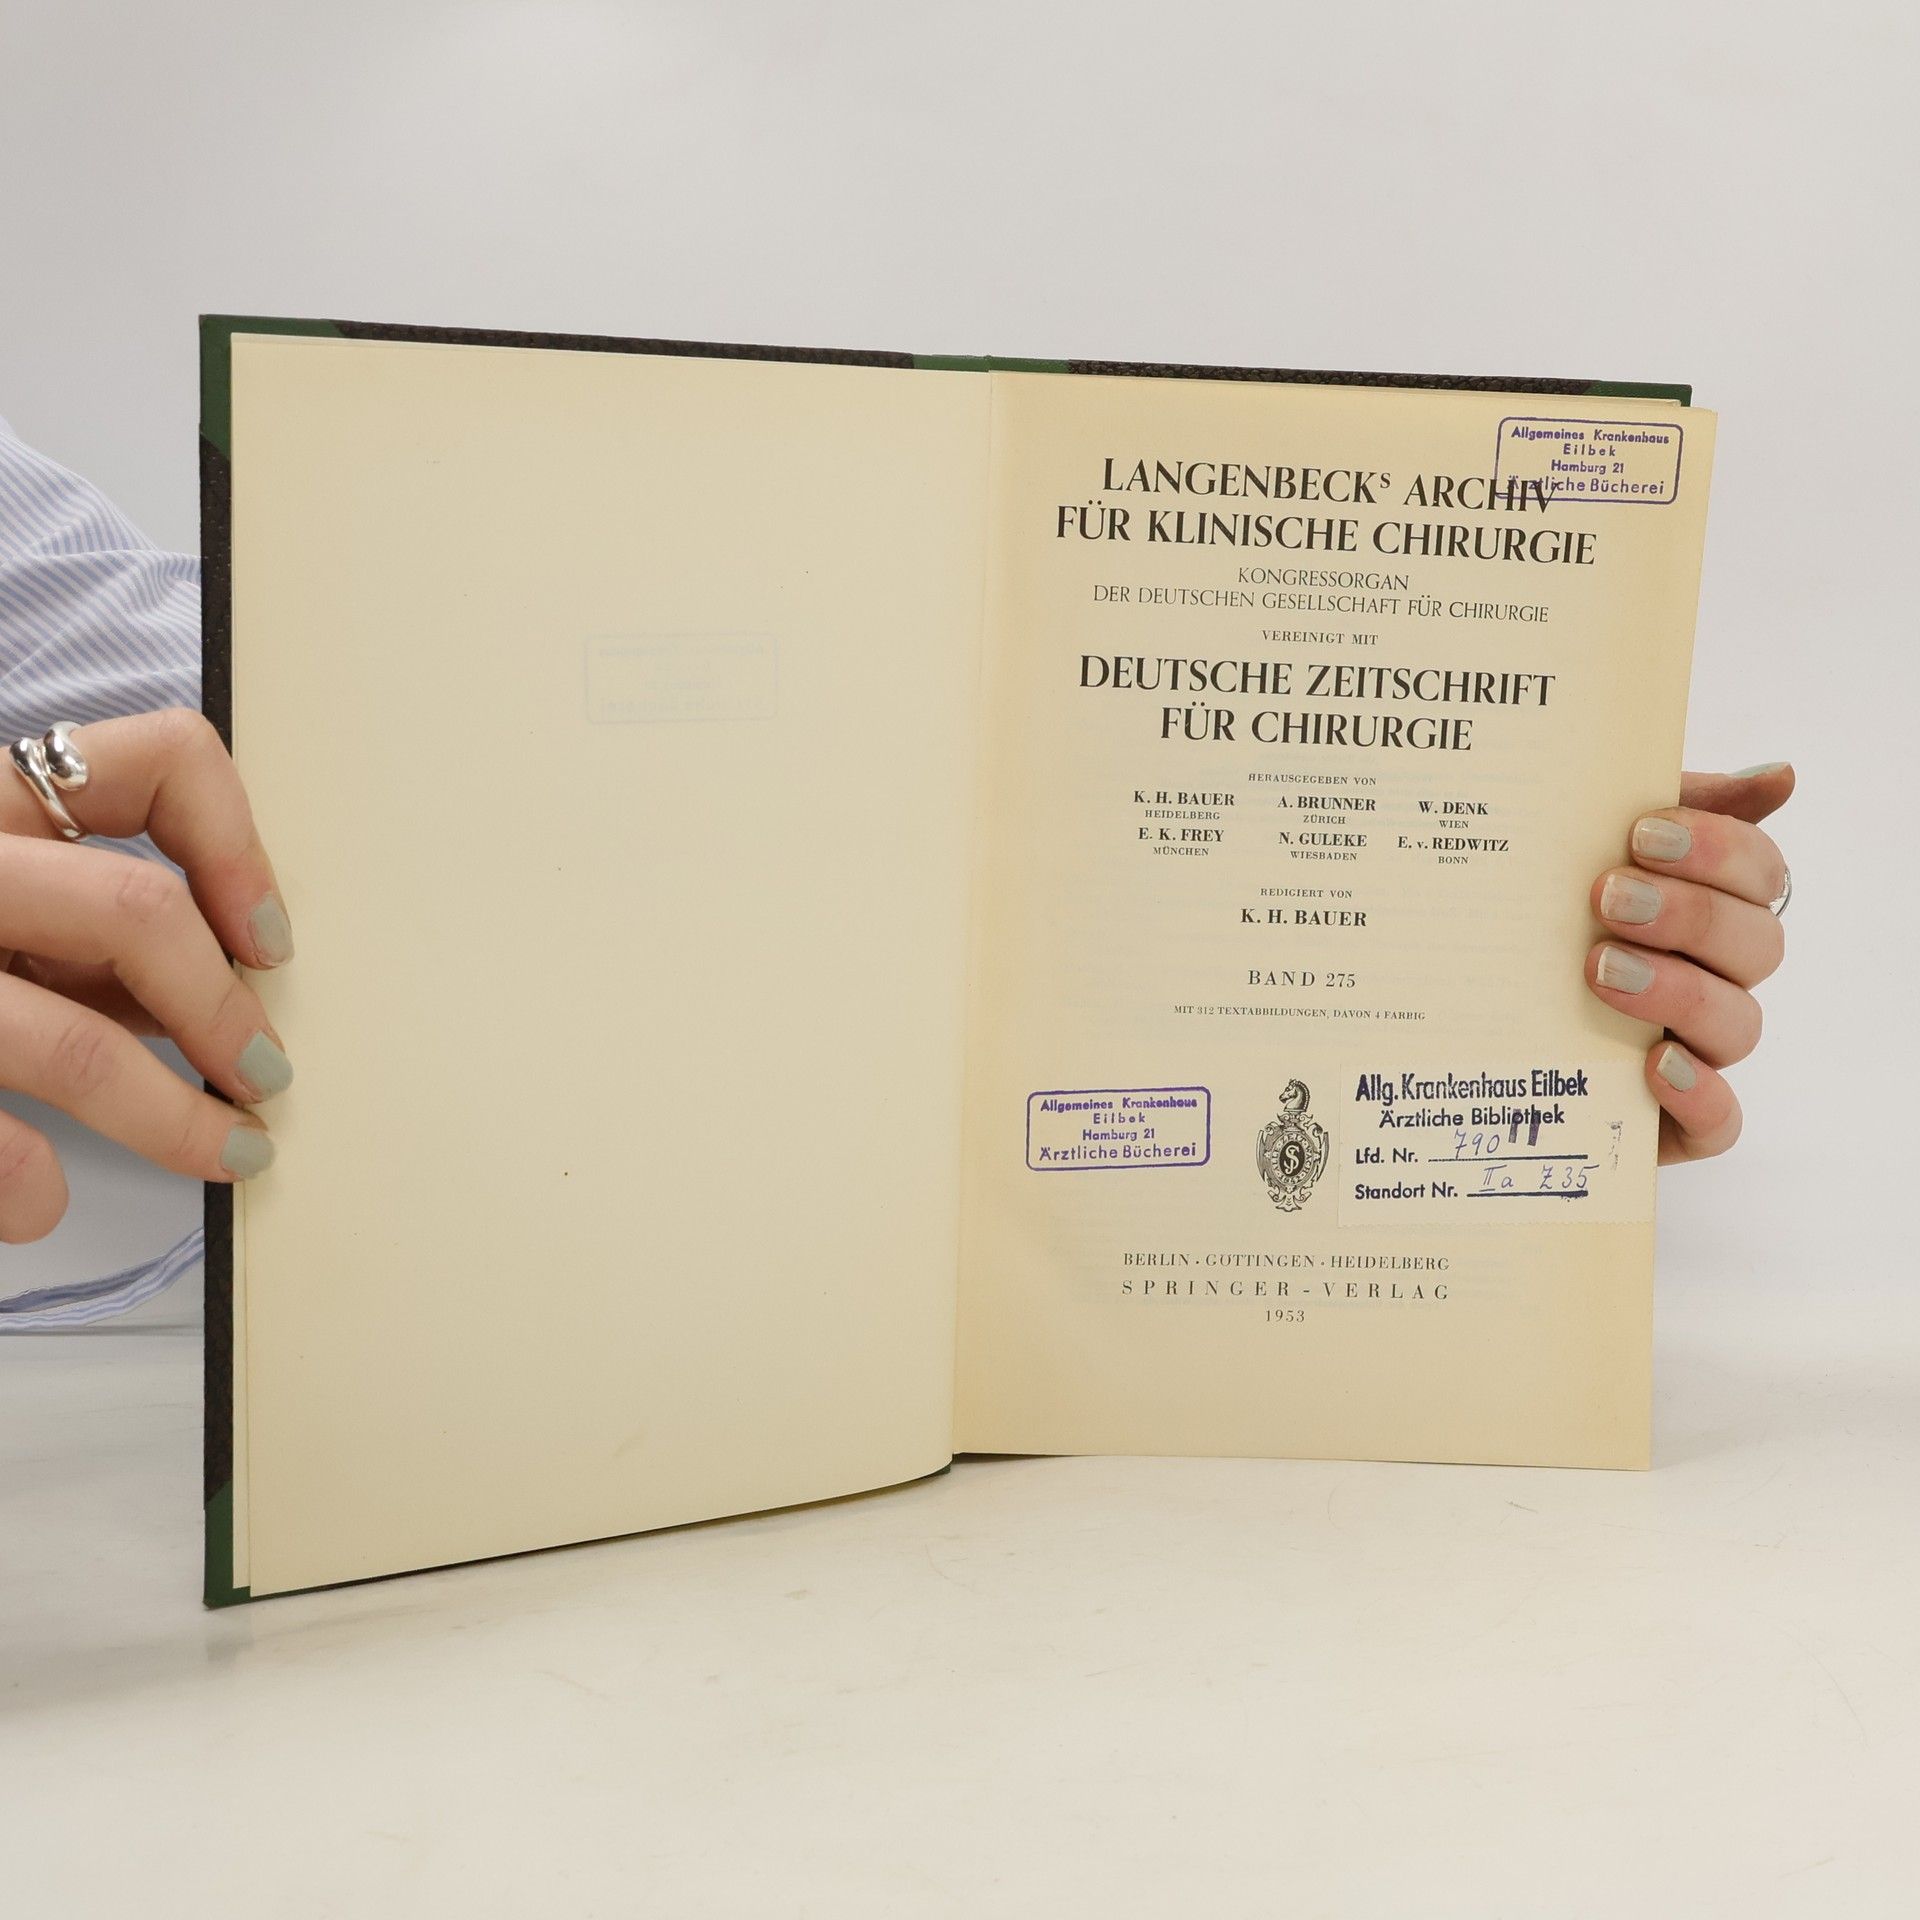 Allgemeines Krankenhaus
Eilbek
Hamburg 21
Ärztliche Bücherei
LANGENBECKS ARCHIV
FÜR KLINISCHE CHIRURGIE
KONGRESSORGAN
DER DEUTSCHEN GESELLSCHAFT FÜR CHIRURGIE
VEREINIGT MIT
DEUTSCHE ZEITSCHRIFT
FÜR CHIRURGIE
HERAUSGEGEBEN VON
K. H. BAUER A. BRUNNER W. DENK
HEIDELBERG ZÜRICH WIEN
E. K. FREY N. GULEKE E. v. REDWITZ
MÜNCHEN WIESBADEN BONN
REDIGIERT VON
K. H. BAUER
BAND 275
MIT 312 TEXTABBILDUNGEN, DAVON 4 FARBIG
Allgemeines Krankenhaus
Eilbek
Hamburg 21
Ärztliche Bücherei
Allg. Krankenhaus Eilbek
Ärztliche Bibliothek
Lfd. Nr. 790
Standort Nr. IIa Z 35
BERLIN · GÖTTINGEN · HEIDELBERG
SPRINGER-VERLAG
1953